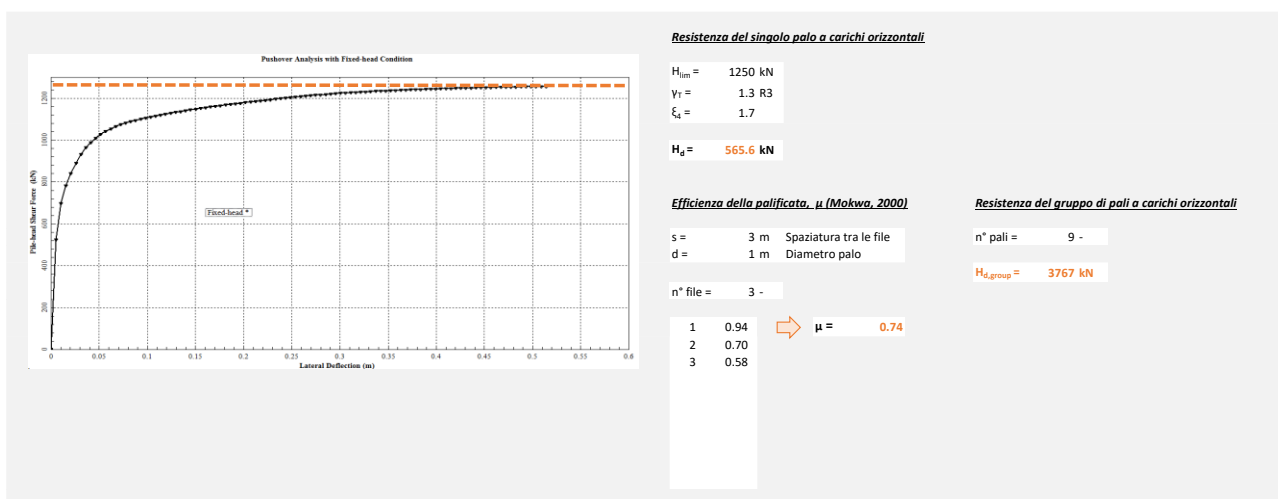 Pushover Analysis with Fixed-head Condition
Pile-head Shear Force (kN)
1200
1000
800
600
400
200
0
Fixed-head
0 0.05 0.1 0.15 0.2 0.25 0.3 0.35 0.4 0.45 0.5 0.55 0.6
Lateral Deflection (m)
Resistenza del singolo palo a carichi orizzontali
H_lim = 1250 kN
γ_T = 1.3 R3
ξ_4 = 1.7
H_d = 565.6 kN
Efficienza della palificata, μ (Mokwa, 2000)
s = 3 m Spaziatura tra le file
d = 1 m Diametro palo
n° file = 3 -
1 0.94
2 0.70
3 0.58
μ = 0.74
Resistenza del gruppo di pali a carichi orizzontali
n° pali = 9 -
H_d,group = 3767 kN